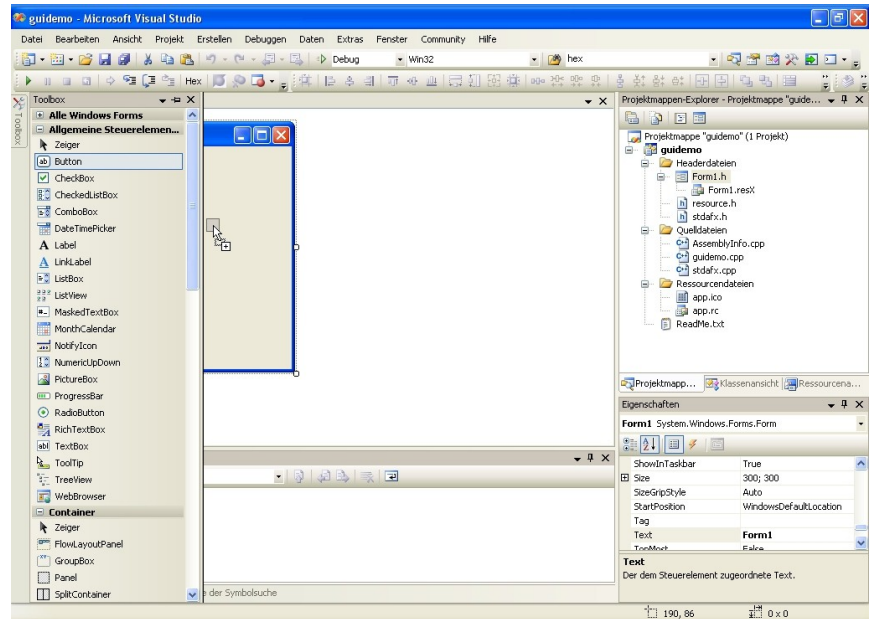 guidemo - Microsoft Visual Studio
Datei Bearbeiten Ansicht Projekt Erstellen Debuggen Daten Extras Fenster Community Hilfe
Debug Win32 hex
Hex
Toolbox
Toolbox
Alle Windows Forms
Allgemeine Steuerelemen...
Zeiger
Button
CheckBox
CheckedListBox
ComboBox
DateTimePicker
Label
LinkLabel
ListBox
ListView
MaskedTextBox
MonthCalendar
NotifyIcon
NumericUpDown
PictureBox
ProgressBar
RadioButton
RichTextBox
TextBox
ToolTip
TreeView
WebBrowser
Container
Zeiger
FlowLayoutPanel
GroupBox
Panel
SplitContainer
e der Symbolsuche
Projektmappen-Explorer - Projektmappe "guide...
Projektmappe "guidemo" (1 Projekt)
guidemo
Headerdateien
Form1.h
Form1.resX
resource.h
stdafx.h
Quelldateien
AssemblyInfo.cpp
guidemo.cpp
stdafx.cpp
Ressourcendateien
app.ico
app.rc
ReadMe.txt
Projektmapp... Klassenansicht Ressourcena...
Eigenschaften
Form1 System.Windows.Forms.Form
ShowInTaskbar True
Size 300; 300
SizeGripStyle Auto
StartPosition WindowsDefaultLocation
Tag
Text Form1
TopMost False
Text
Der dem Steuerelement zugeordnete Text.
190, 86 0 x 0